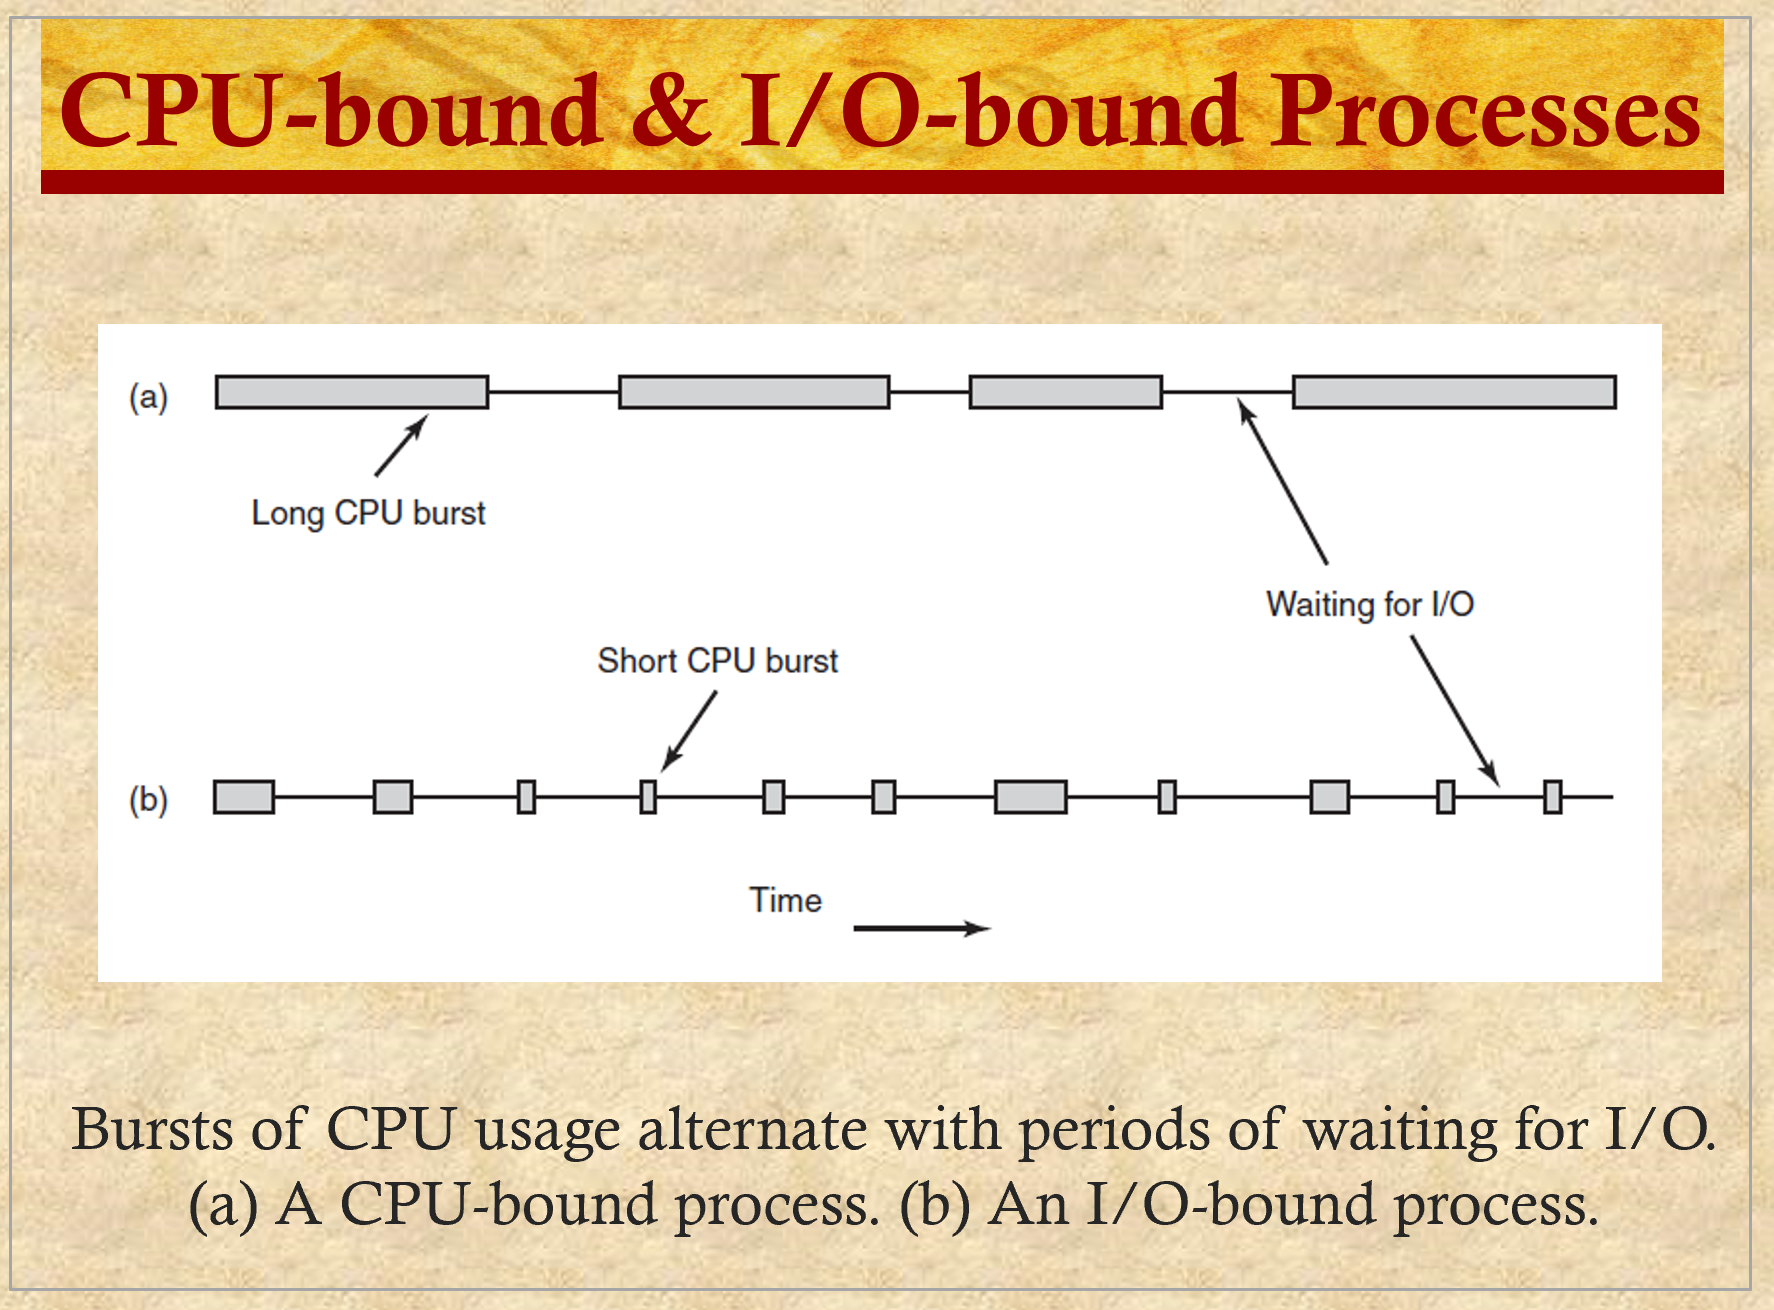 CPU-bound & I/O-bound Processes
(a)
Long CPU burst
Waiting for I/O
Short CPU burst
(b)
Time
Bursts of CPU usage alternate with periods of waiting for I/O.
(a) A CPU-bound process. (b) An I/O-bound process.